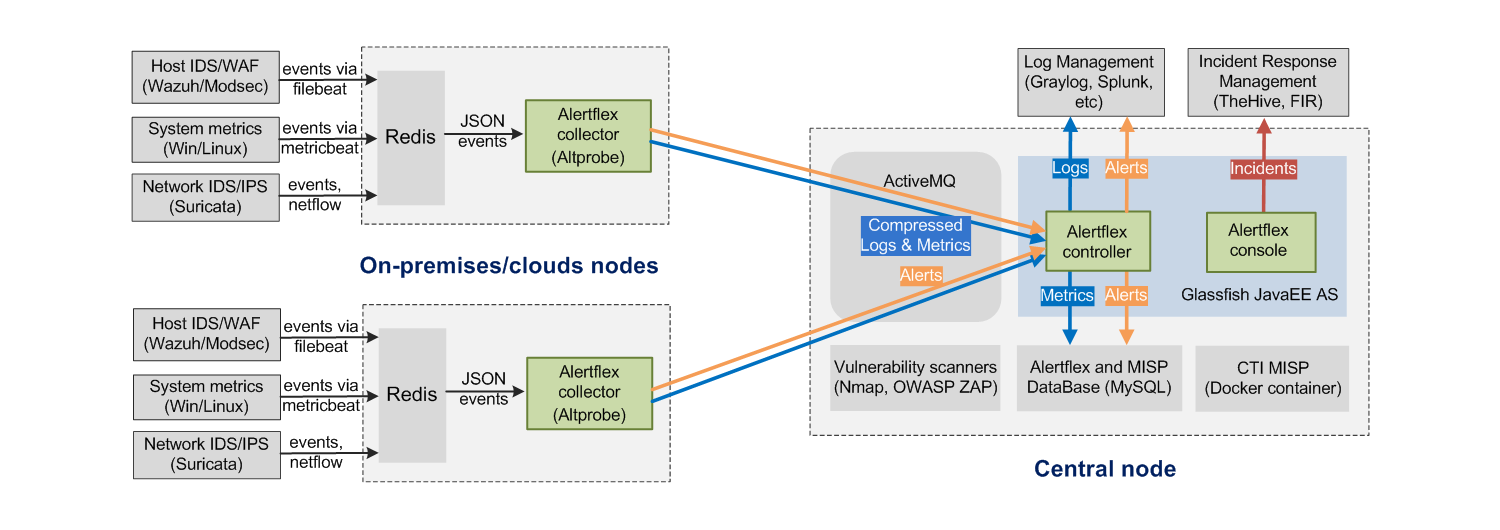 Host IDS/WAF
(Wazuh/Modsec)
events via
filebeat
System metrics
(Win/Linux)
events via
metricbeat
Network IDS/IPS
(Suricata)
events,
netflow
Redis
JSON
events
Alertflex
collector
(Altprobe)
On-premises/clouds nodes
Host IDS/WAF
(Wazuh/Modsec)
events via
filebeat
System metrics
(Win/Linux)
events via
metricbeat
Network IDS/IPS
(Suricata)
events,
netflow
Redis
JSON
events
Alertflex
collector
(Altprobe)
Log Management
(Graylog, Splunk,
etc)
Incident Response
Management
(TheHive, FIR)
ActiveMQ
Compressed
Logs & Metrics
Alerts
Logs
Alerts
Incidents
Alertflex
controller
Alertflex
console
Metrics
Alerts
Glassfish JavaEE AS
Vulnerability scanners
(Nmap, OWASP ZAP)
Alertflex and MISP
DataBase (MySQL)
CTI MISP
(Docker container)
Central node